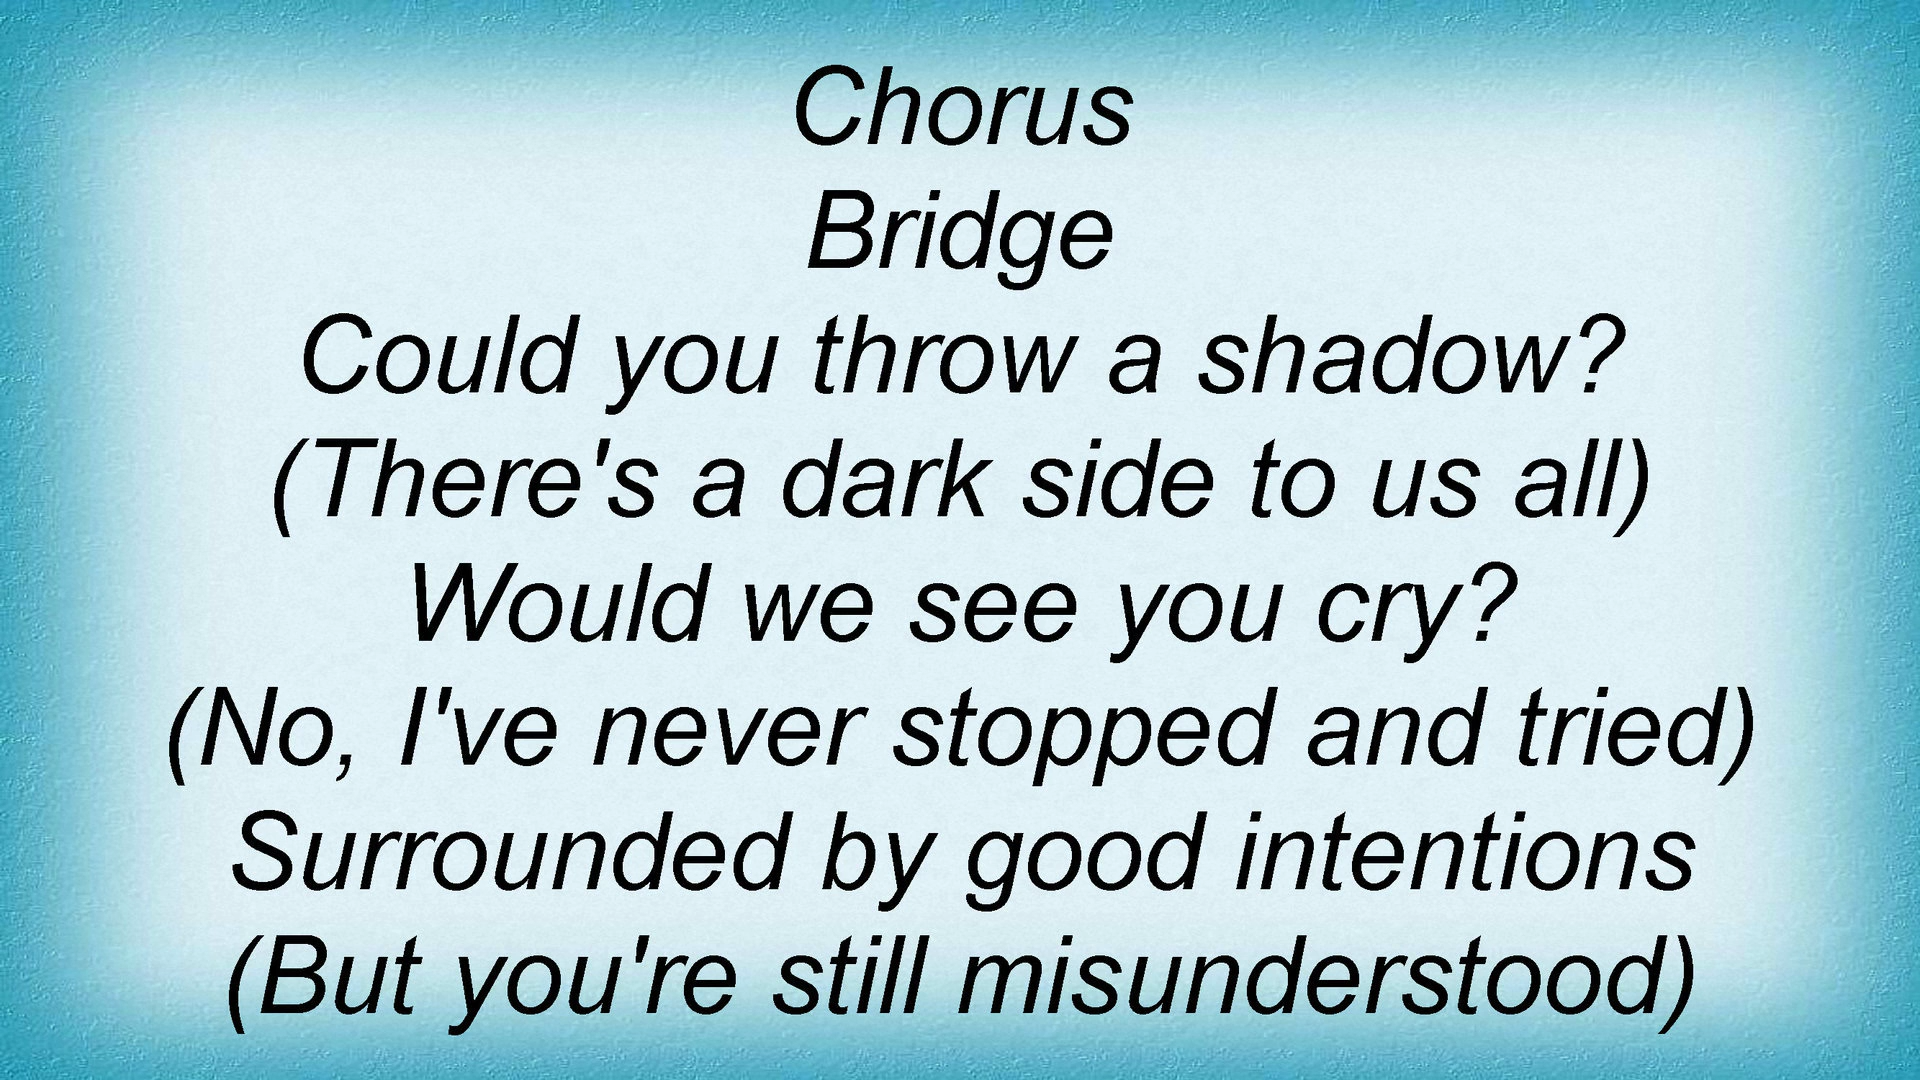 Chorus
Bridge
Could you throw a shadow?
(There's a dark side to us all)
Would we see you cry?
(No, I've never stopped and tried)
Surrounded by good intentions
(But you're still misunderstood)